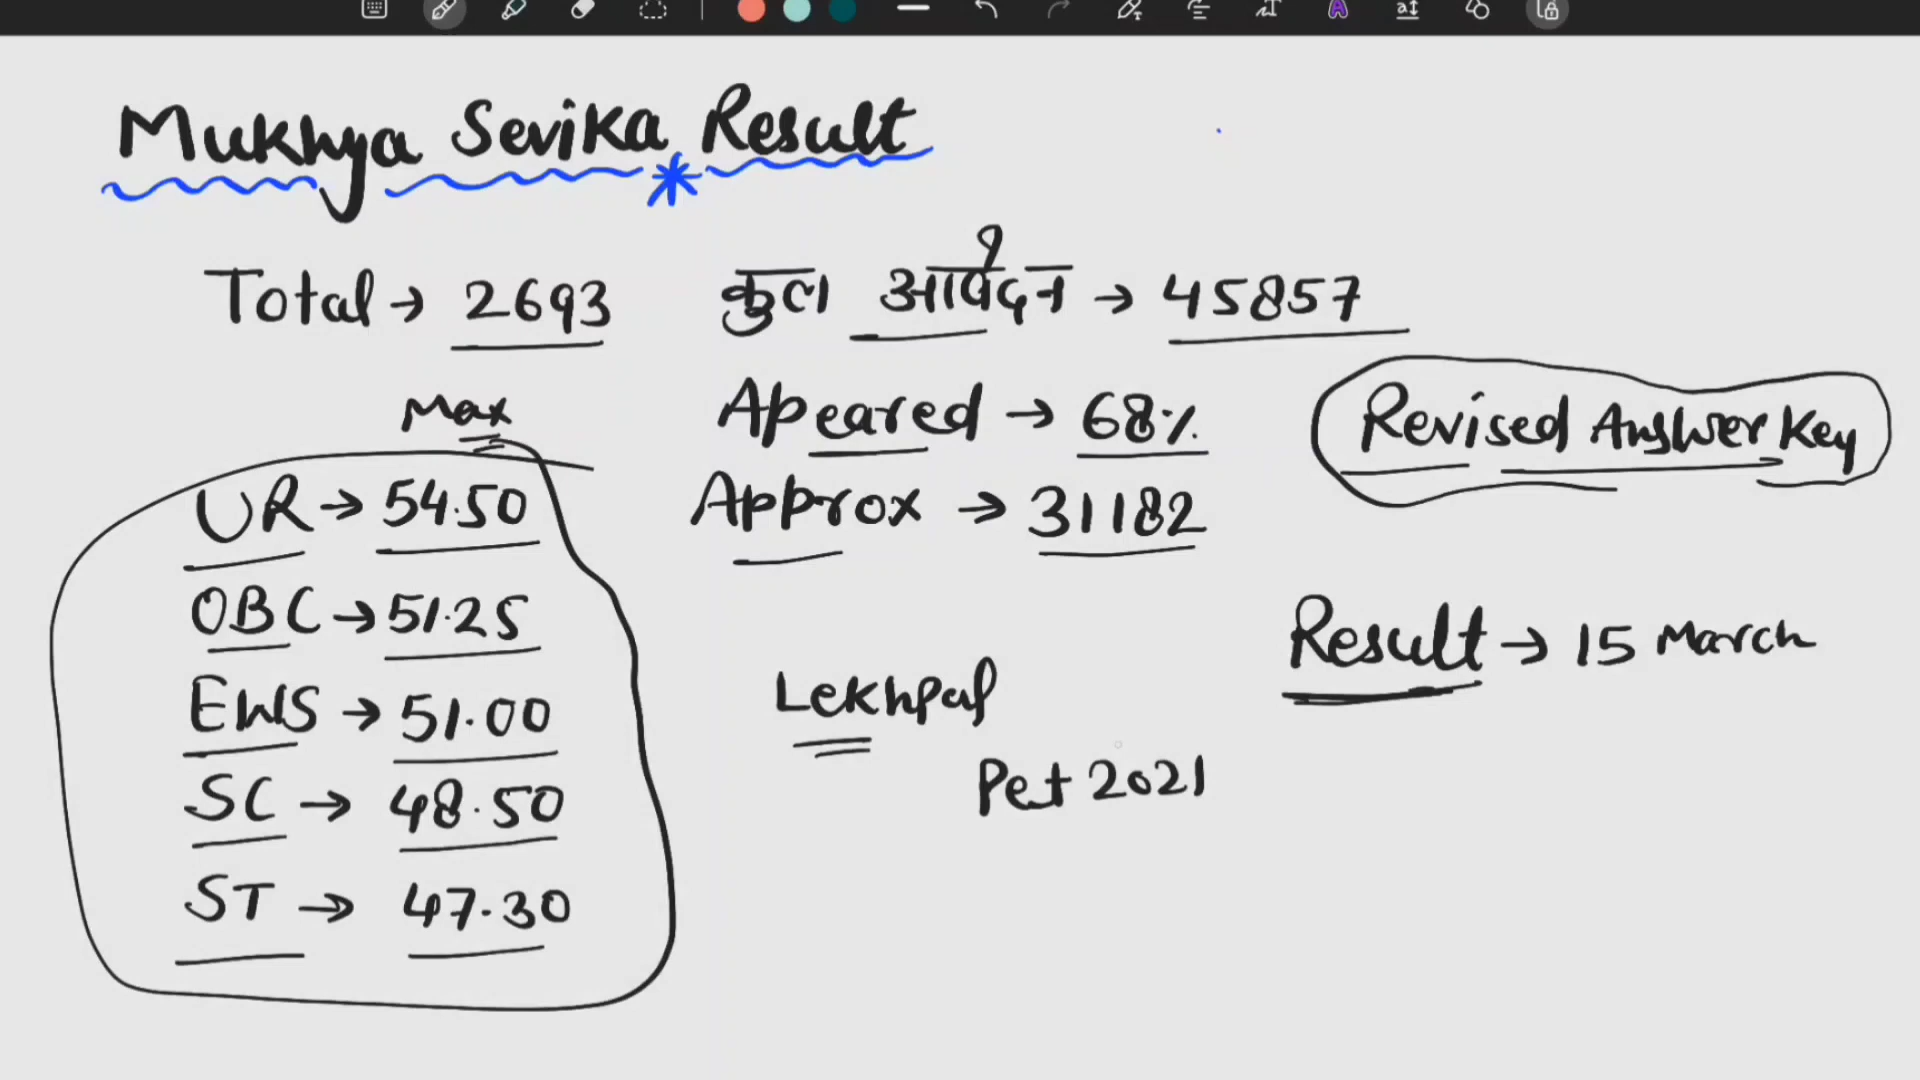 Mukhya Sevika Result
Total → 2693
कुल आवेदन → 45857
Max
Apeared → 68%
Revised Answer Key
UR → 54.50
Approx → 31182
OBC → 51.25
Result → 15 March
EWS → 51.00
Lekhpal
SC → 48.50
Pet 2021
ST → 47.30